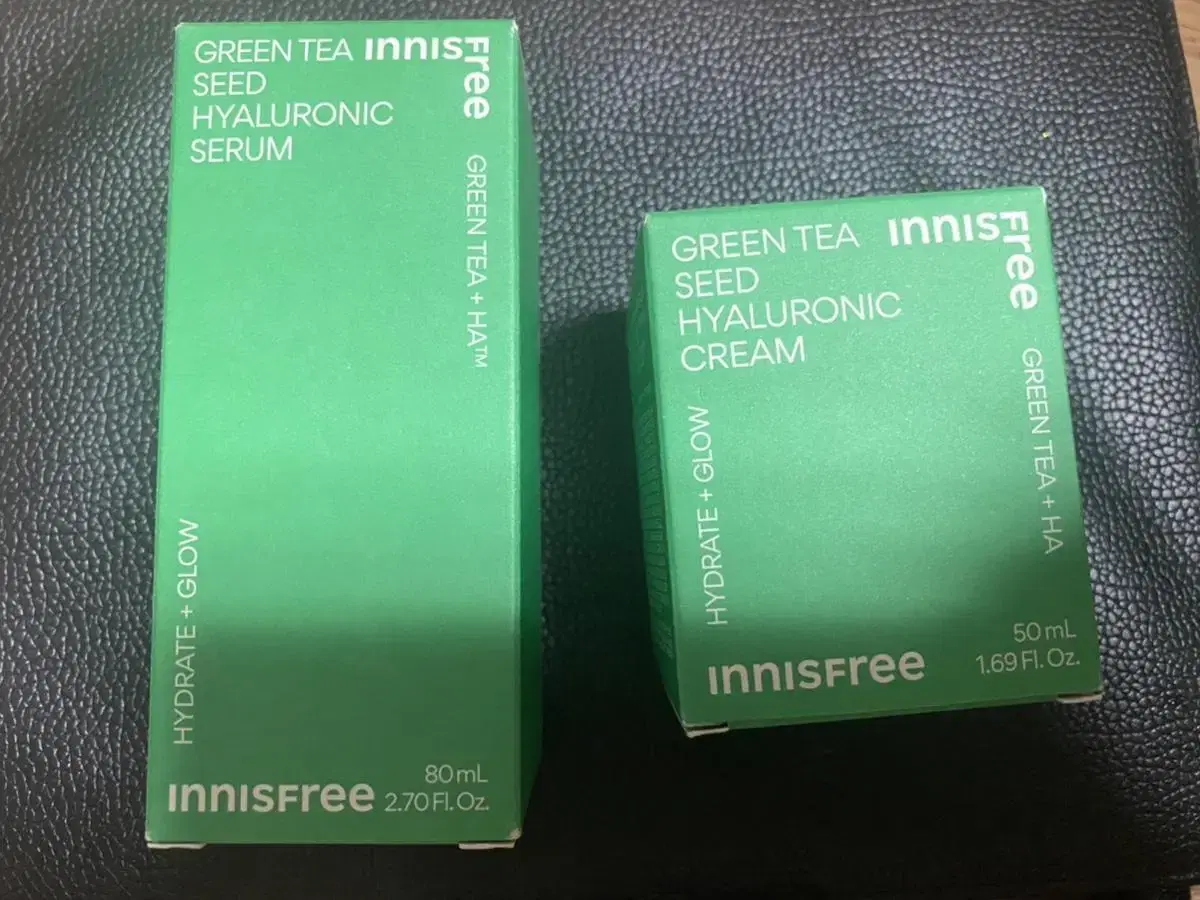 GREEN TEA
SEED
HYALURONIC
SERUM
innisFree
GREEN TEA + HA™
HYDRATE + GLOW
innisFree
80 mL
2.70 Fl. Oz.
GREEN TEA
SEED
HYALURONIC
CREAM
innisFree
GREEN TEA + HA
HYDRATE + GLOW
innisFree
50 mL
1.69 Fl. Oz.